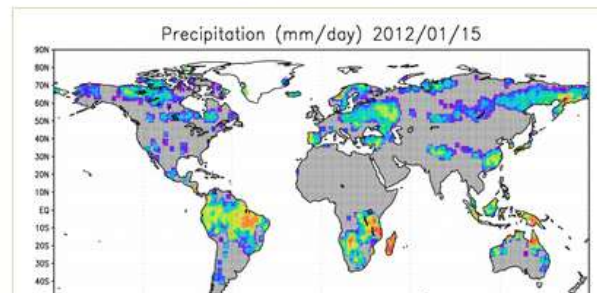 Precipitation (mm/day) 2012/01/15
90N
80N
70N
60N
50N
40N
30N
20N
10N
EQ
10S
20S
30S
40S